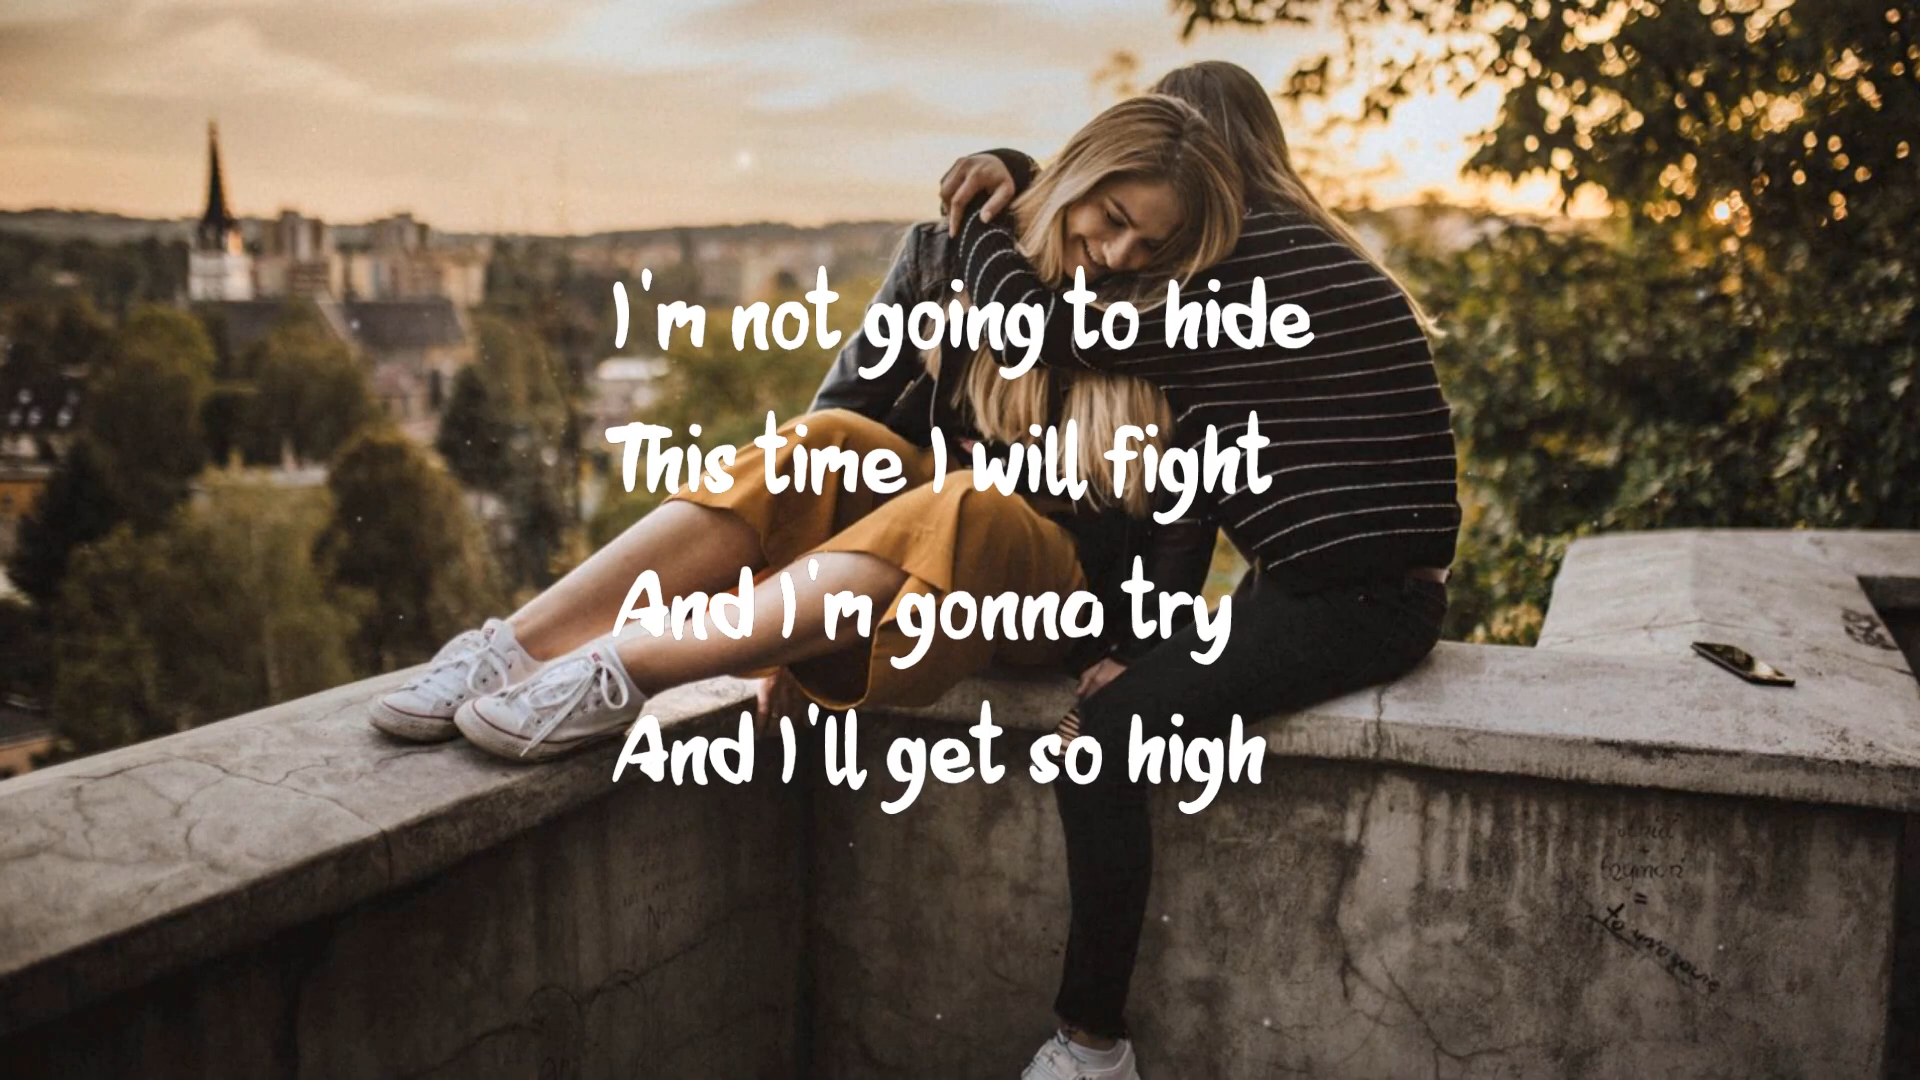 I'm not going to hide
This time I will fight
And I'm gonna try
And I'll get so high